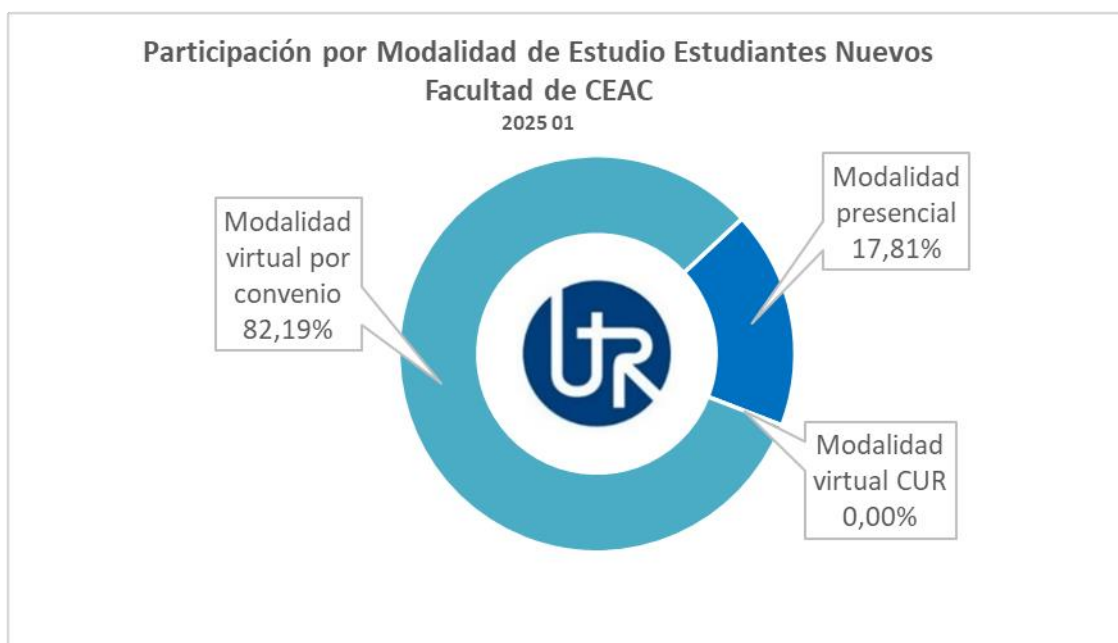 Participación por Modalidad de Estudio Estudiantes Nuevos
Facultad de CEAC
2025 01
Modalidad
virtual por
convenio
82,19%
Modalidad
presencial
17,81%
UR
Modalidad
virtual CUR
0,00%